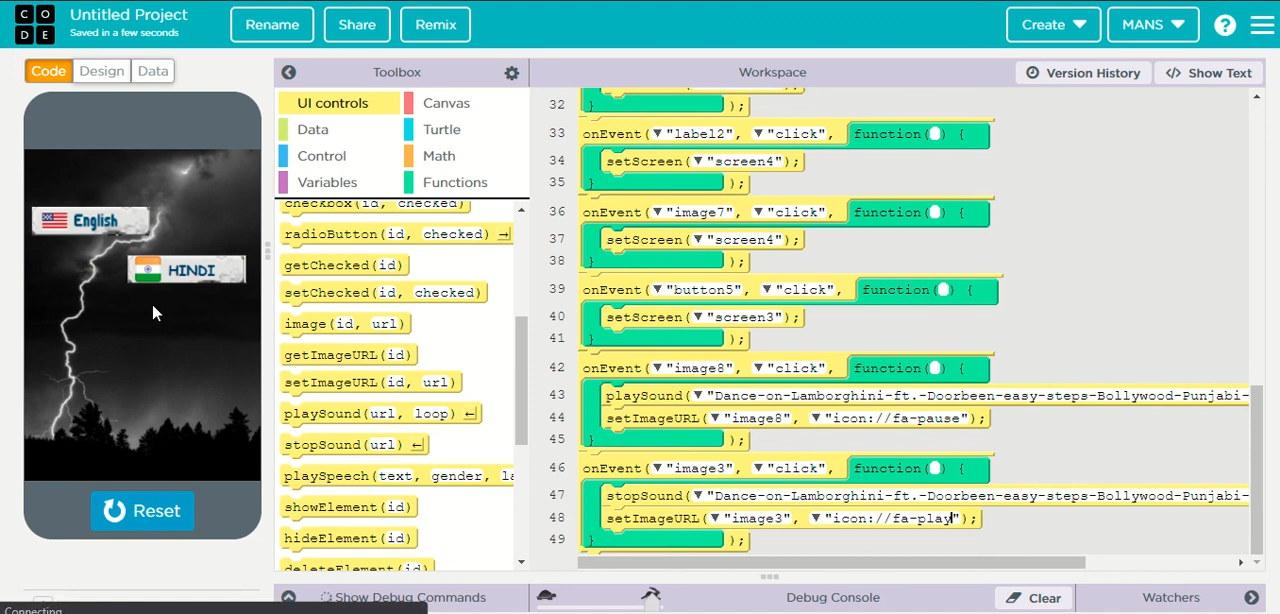 CO
DE
Untitled Project
Saved in a few seconds
Rename
Share
Remix
Create
MANS
?
Code
Design
Data
Toolbox
Workspace
Version History
</> Show Text
UI controls
Canvas
Data
Turtle
Control
Math
Variables
Functions
checkbox(id, checked)
radioButton(id, checked)
getChecked(id)
setChecked(id, checked)
image(id, url)
getImageURL(id)
setImageURL(id, url)
playSound(url, loop)
stopSound(url)
playSpeech(text, gender, la
showElement(id)
hideElement(id)
deleteElement(id)
English
HINDI
Reset
32 } );
33 onEvent("label2", "click", function() {
34 setScreen("screen4");
35 } );
36 onEvent("image7", "click", function() {
37 setScreen("screen4");
38 } );
39 onEvent("button5", "click", function() {
40 setScreen("screen3");
41 } );
42 onEvent("image8", "click", function() {
43 playSound("Dance-on-Lamborghini-ft.-Doorbeen-easy-steps-Bollywood-Punjabi-
44 setImageURL("image8", "icon://fa-pause");
45 } );
46 onEvent("image3", "click", function() {
47 stopSound("Dance-on-Lamborghini-ft.-Doorbeen-easy-steps-Bollywood-Punjabi-
48 setImageURL("image3", "icon://fa-play");
49 } );
Show Debug Commands
Debug Console
Clear
Watchers
Connecting